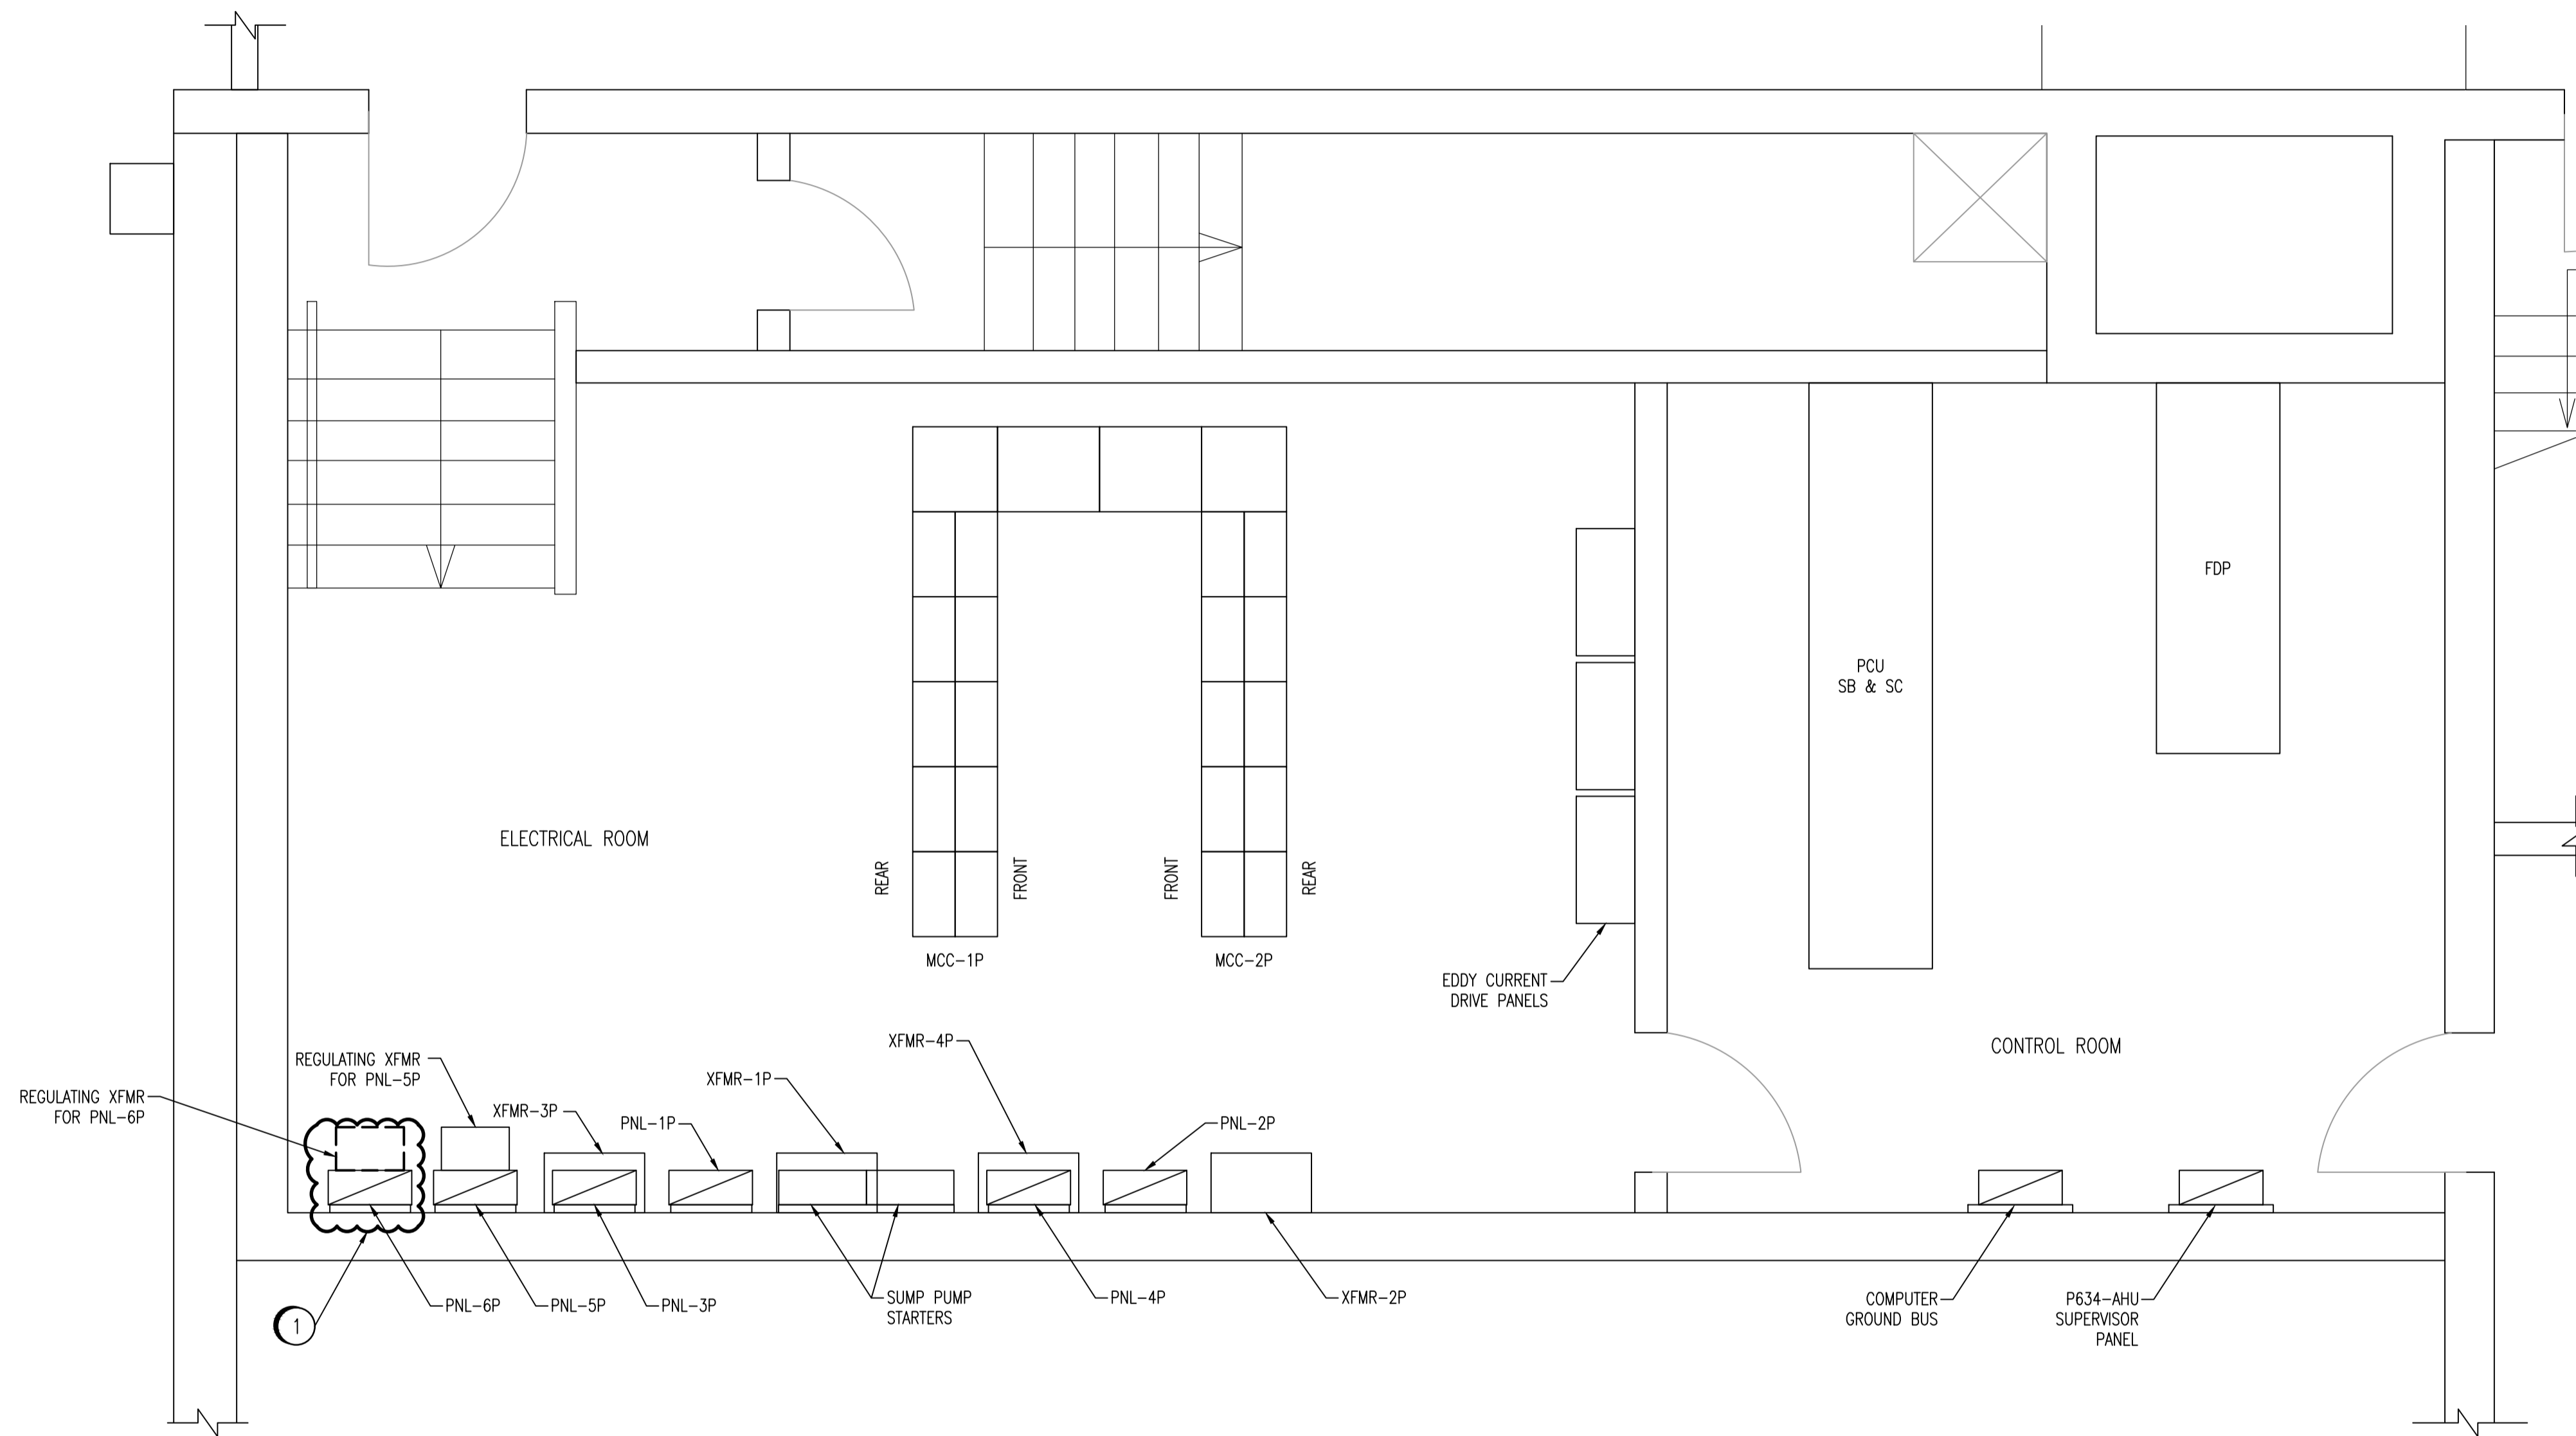 FDP
PCU
SB & SC
ELECTRICAL ROOM
REAR
FRONT
FRONT
REAR
MCC-1P
MCC-2P
EDDY CURRENT
DRIVE PANELS
CONTROL ROOM
XFMR-4P
REGULATING XFMR
FOR PNL-5P
XFMR-1P
REGULATING XFMR
FOR PNL-6P
XFMR-3P
PNL-1P
PNL-2P
1
PNL-6P
PNL-5P
PNL-3P
SUMP PUMP
STARTERS
PNL-4P
XFMR-2P
COMPUTER
GROUND BUS
P634-AHU
SUPERVISOR
PANEL